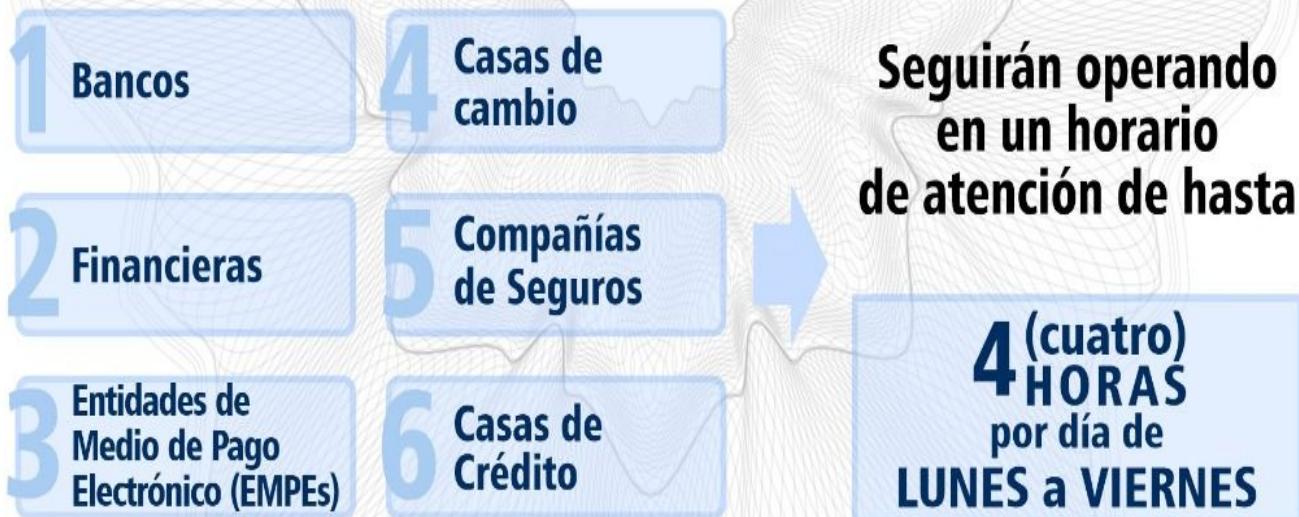 1 Bancos
2 Financieras
3 Entidades de
Medio de Pago
Electrónico (EMPEs)
4 Casas de
cambio
5 Compañías
de Seguros
6 Casas de
Crédito
Seguirán operando
en un horario
de atención de hasta
4 (cuatro)
HORAS
por día de
LUNES a VIERNES